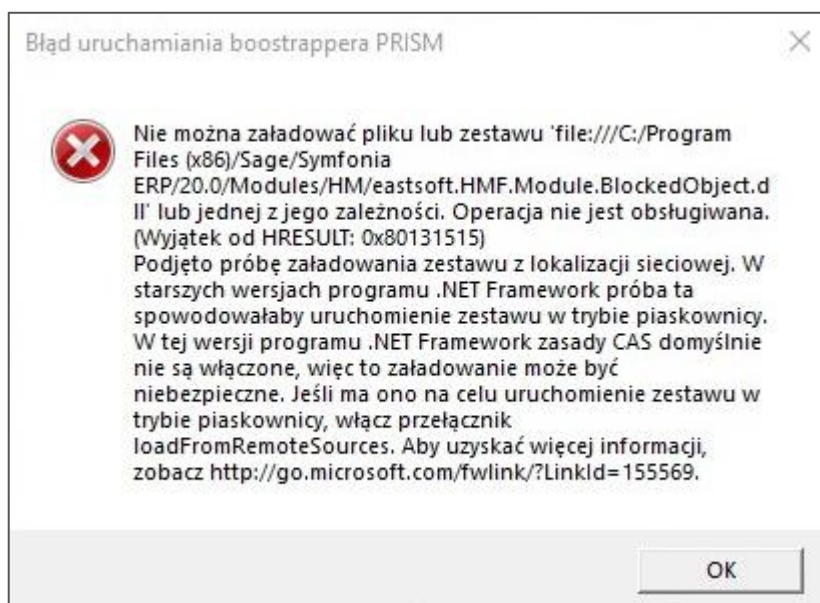 Błąd uruchamiania boostrappera PRISM
Nie można załadować pliku lub zestawu 'file:///C:/Program
Files (x86)/Sage/Symfonia
ERP/20.0/Modules/HM/eastsoft.HMF.Module.BlockedObject.d
ll' lub jednej z jego zależności. Operacja nie jest obsługiwana.
(Wyjątek od HRESULT: 0x80131515)
Podjęto próbę załadowania zestawu z lokalizacji sieciowej. W
starszych wersjach programu .NET Framework próba ta
spowodowałaby uruchomienie zestawu w trybie piaskownicy.
W tej wersji programu .NET Framework zasady CAS domyślnie
nie są włączone, więc to załadowanie może być
niebezpieczne. Jeśli ma ono na celu uruchomienie zestawu w
trybie piaskownicy, włącz przełącznik
loadFromRemoteSources. Aby uzyskać więcej informacji,
zobacz http://go.microsoft.com/fwlink/?LinkId=155569.
OK